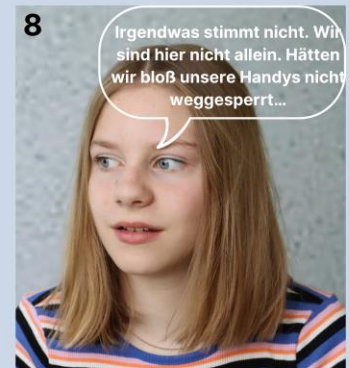 8
Irgendwas stimmt nicht. Wir
sind hier nicht allein. Hätten
wir bloß unsere Handys nicht
weggesperrt...